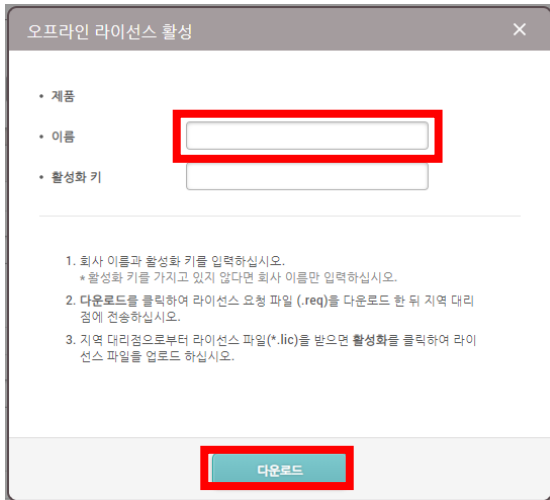 오프라인 라이선스 활성
• 제품
• 이름
• 활성화 키
1. 회사 이름과 활성화 키를 입력하십시오.
* 활성화 키를 가지고 있지 않다면 회사 이름만 입력하십시오.
2. 다운로드를 클릭하여 라이선스 요청 파일 (.req)을 다운로드 한 뒤 지역 대리
점에 전송하십시오.
3. 지역 대리점으로부터 라이선스 파일(*.lic)을 받으면 활성화를 클릭하여 라이
선스 파일을 업로드 하십시오.
다운로드